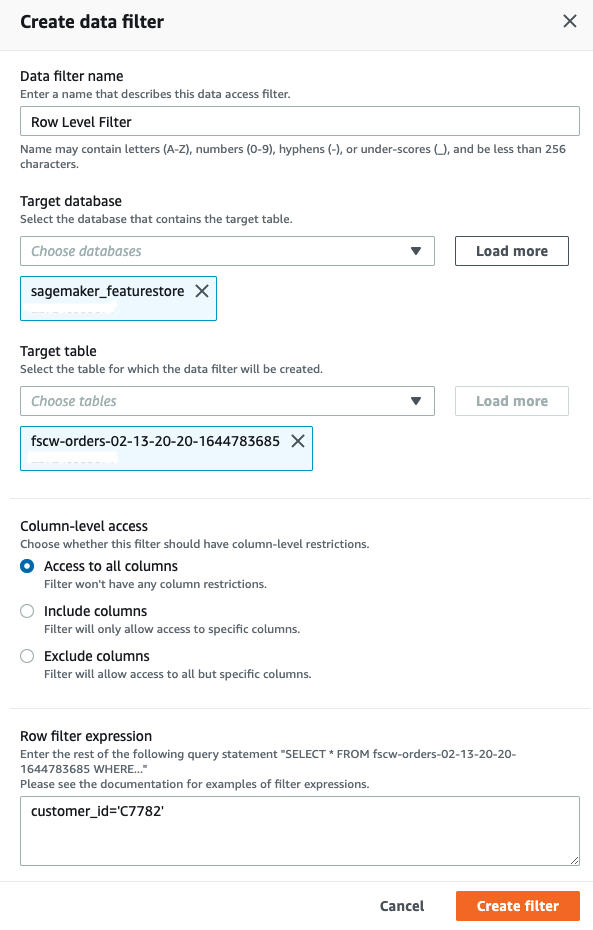 Create data filter
Data filter name
Enter a name that describes this data access filter.
Row Level Filter
Name may contain letters (A-Z), numbers (0-9), hyphens (-), or under-scores (_), and be less than 256
characters.
Target database
Select the database that contains the target table.
Choose databases
Load more
sagemaker_featurestore
Target table
Select the table for which the data filter will be created.
Choose tables
Load more
fscw-orders-02-13-20-20-1644783685
Column-level access
Choose whether this filter should have column-level restrictions.
Access to all columns
Filter won't have any column restrictions.
Include columns
Filter will only allow access to specific columns.
Exclude columns
Filter will allow access to all but specific columns.
Row filter expression
Enter the rest of the following query statement "SELECT * FROM fscw-orders-02-13-20-20-
1644783685 WHERE..."
Please see the documentation for examples of filter expressions.
customer_id='C7782'
Cancel
Create filter